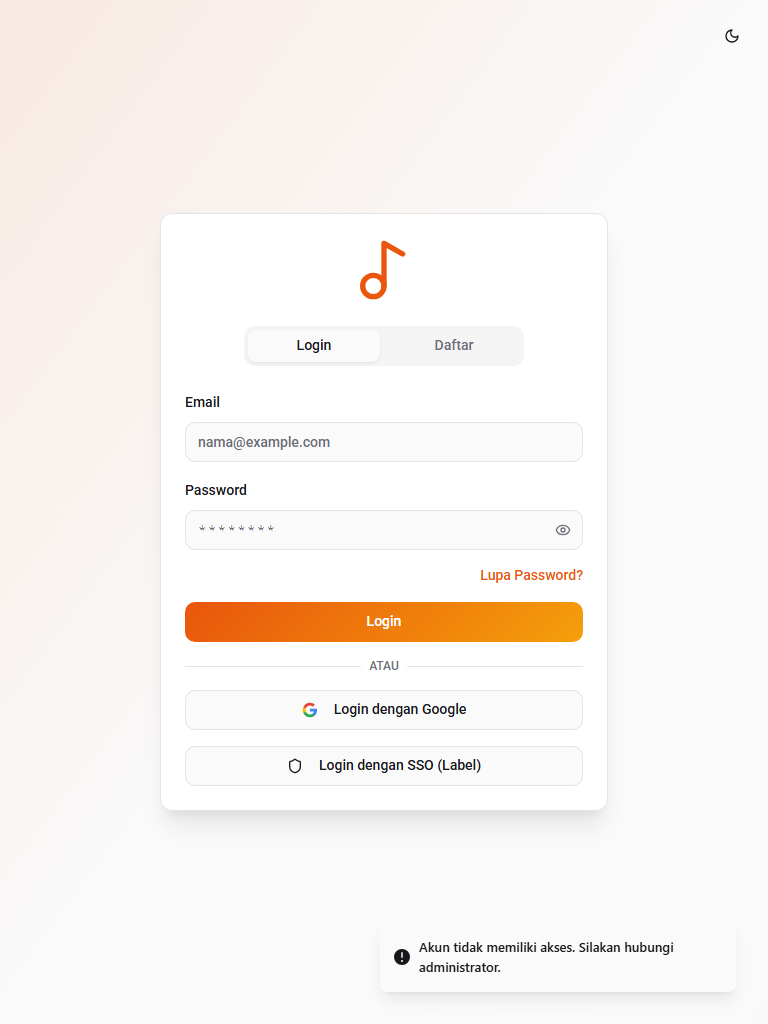 Login
Daftar
Email
nama@example.com
Password
********
Lupa Password?
Login
ATAU
Login dengan Google
Login dengan SSO (Label)
Akun tidak memiliki akses. Silakan hubungi
administrator.